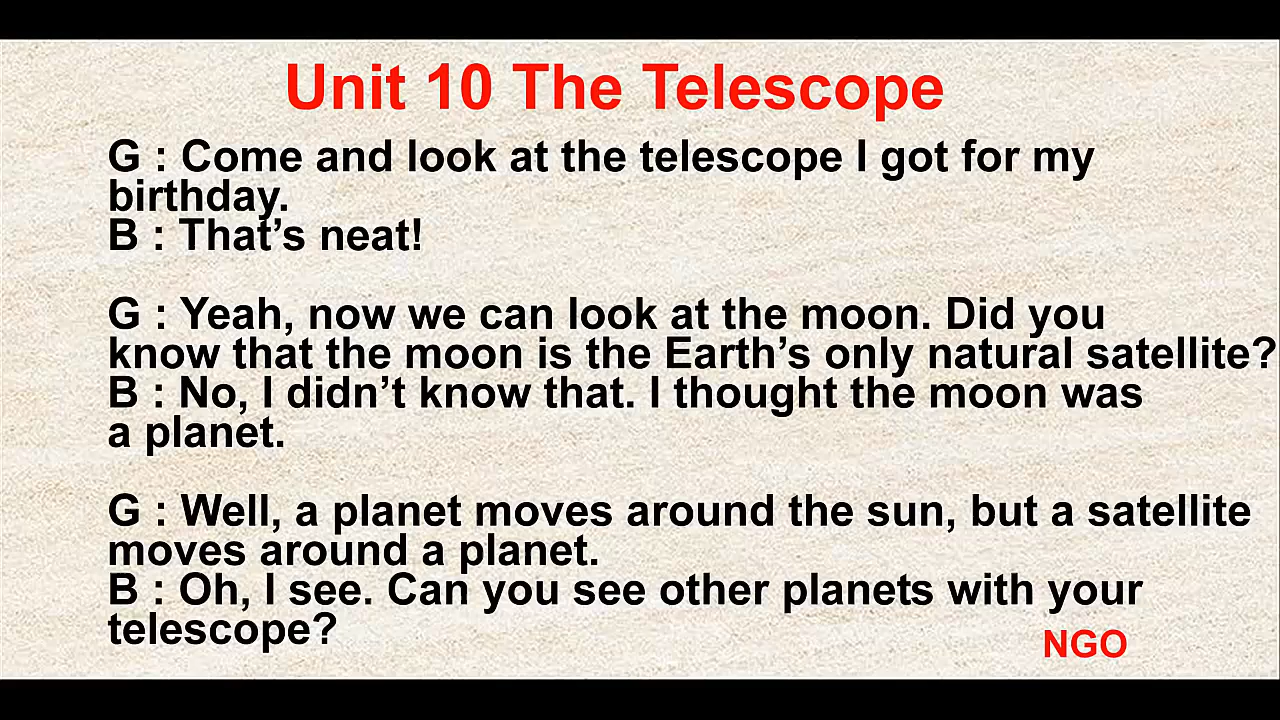 Unit 10 The Telescope
G : Come and look at the telescope I got for my
birthday.
B : That’s neat!
G : Yeah, now we can look at the moon. Did you
know that the moon is the Earth’s only natural satellite?
B : No, I didn’t know that. I thought the moon was
a planet.
G : Well, a planet moves around the sun, but a satellite
moves around a planet.
B : Oh, I see. Can you see other planets with your
telescope?
NGO